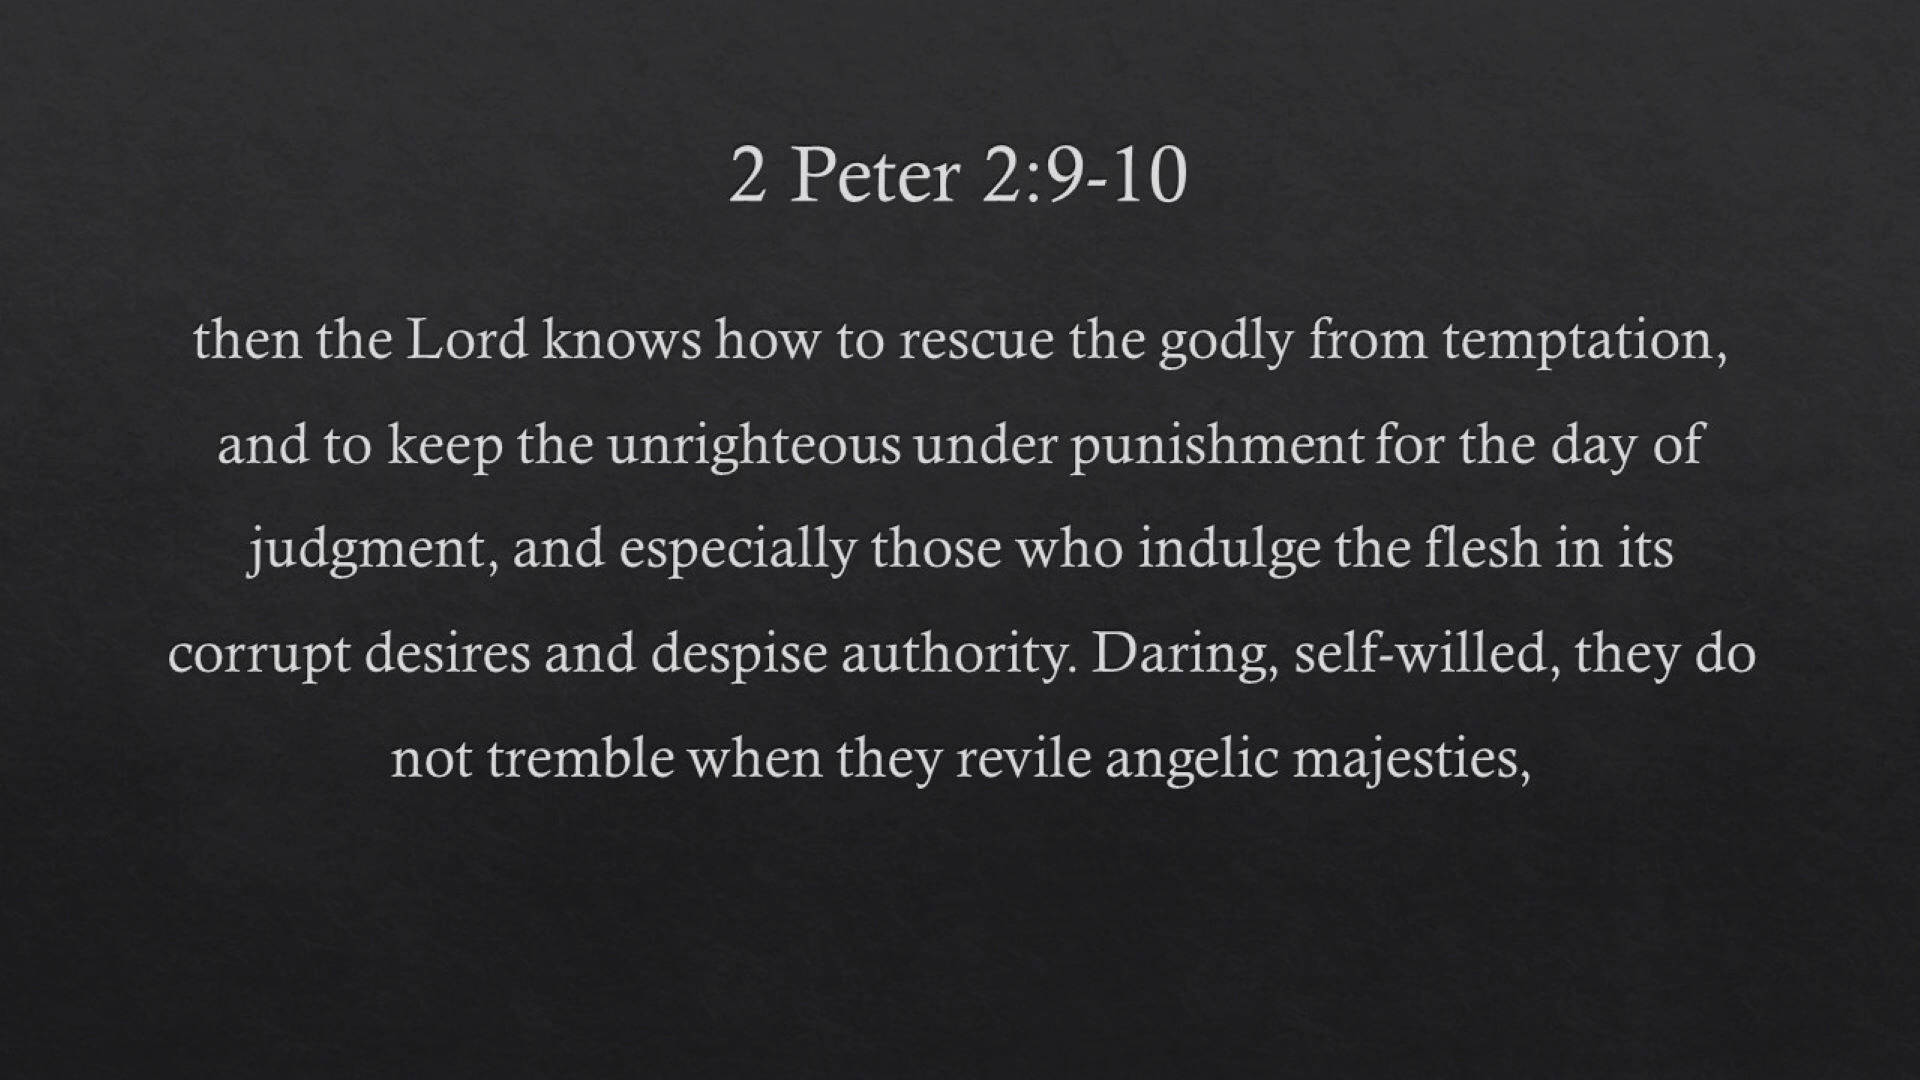 2 Peter 2:9-10
then the Lord knows how to rescue the godly from temptation,
and to keep the unrighteous under punishment for the day of
judgment, and especially those who indulge the flesh in its
corrupt desires and despise authority. Daring, self-willed, they do
not tremble when they revile angelic majesties,